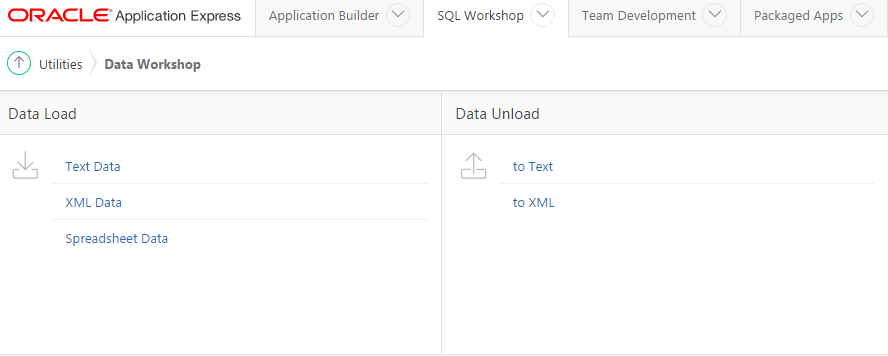 ORACLE Application Express Application Builder SQL Workshop Team Development Packaged Apps
Utilities Data Workshop
Data Load
Text Data
XML Data
Spreadsheet Data
Data Unload
to Text
to XML